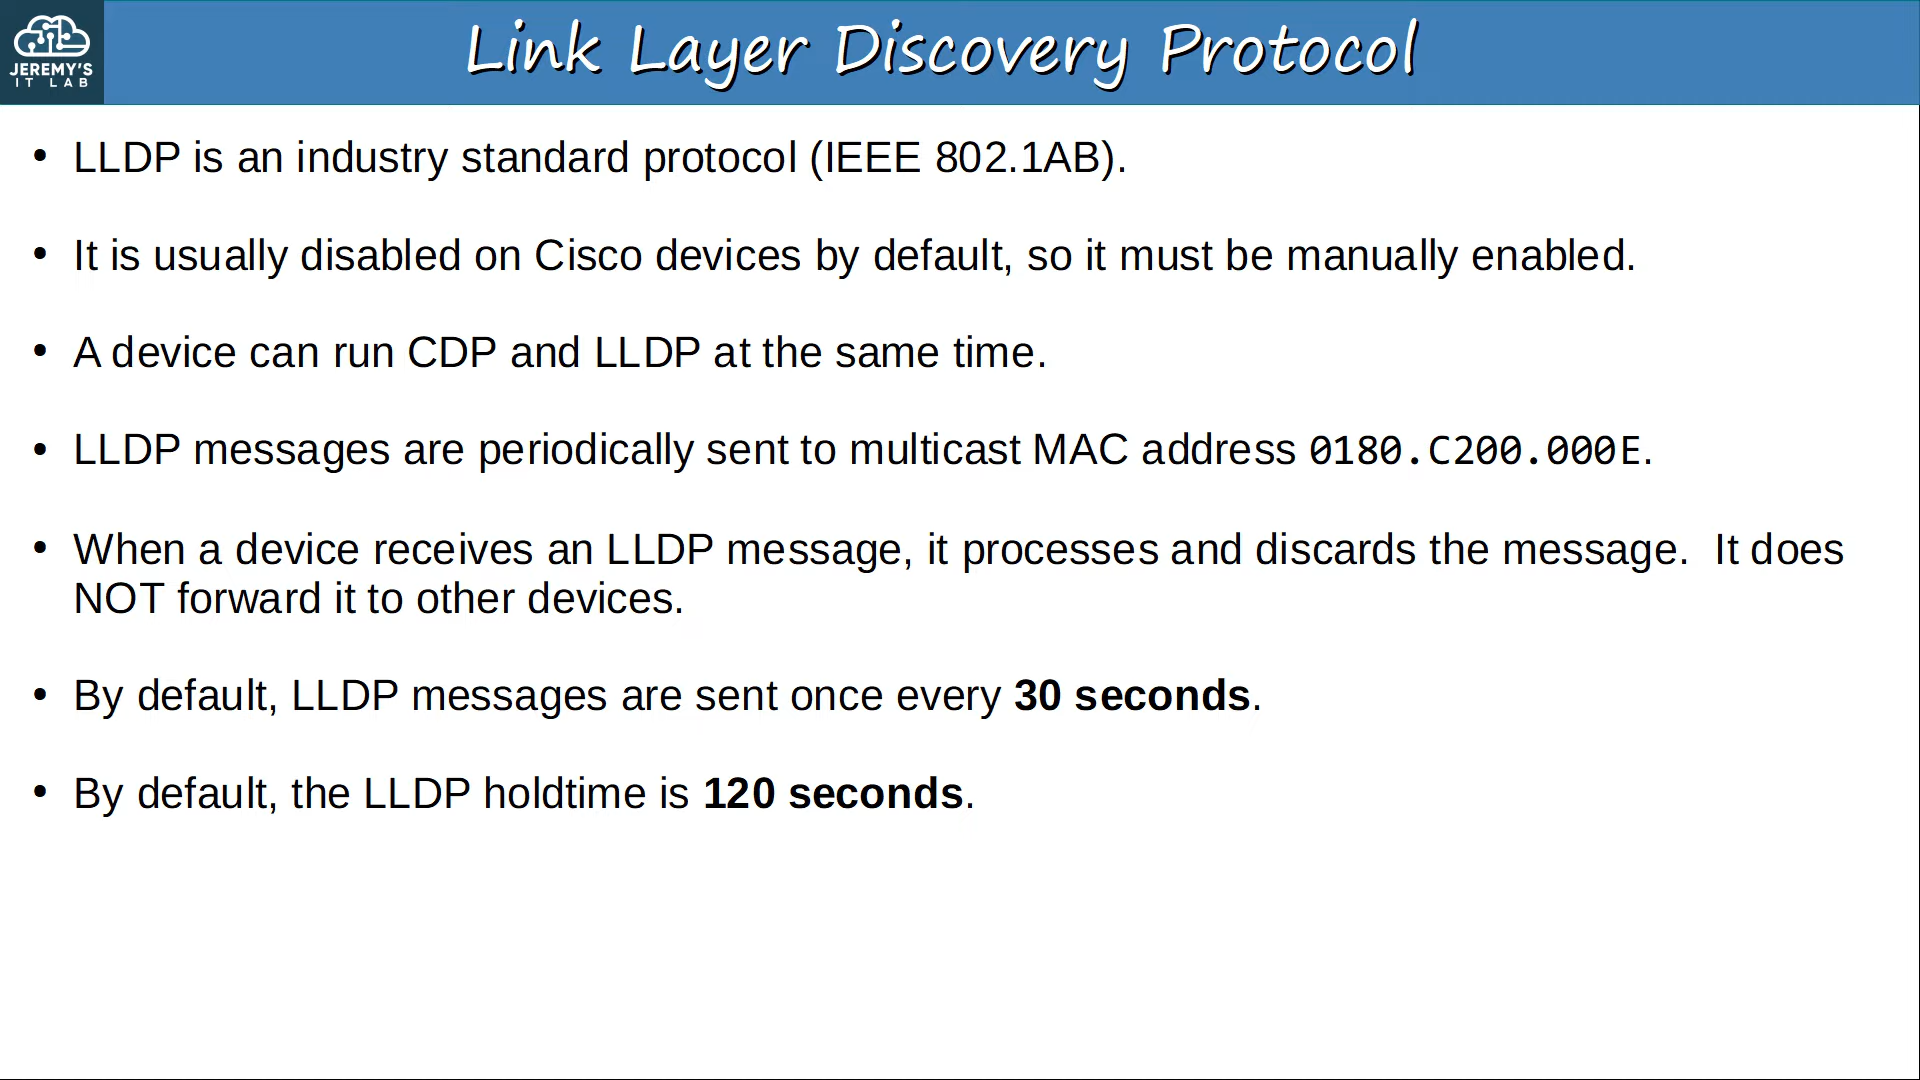 JEREMY'S
IT LAB
Link Layer Discovery Protocol
• LLDP is an industry standard protocol (IEEE 802.1AB).
• It is usually disabled on Cisco devices by default, so it must be manually enabled.
• A device can run CDP and LLDP at the same time.
• LLDP messages are periodically sent to multicast MAC address 0180.C200.000E.
• When a device receives an LLDP message, it processes and discards the message.  It does
NOT forward it to other devices.
• By default, LLDP messages are sent once every 30 seconds.
• By default, the LLDP holdtime is 120 seconds.